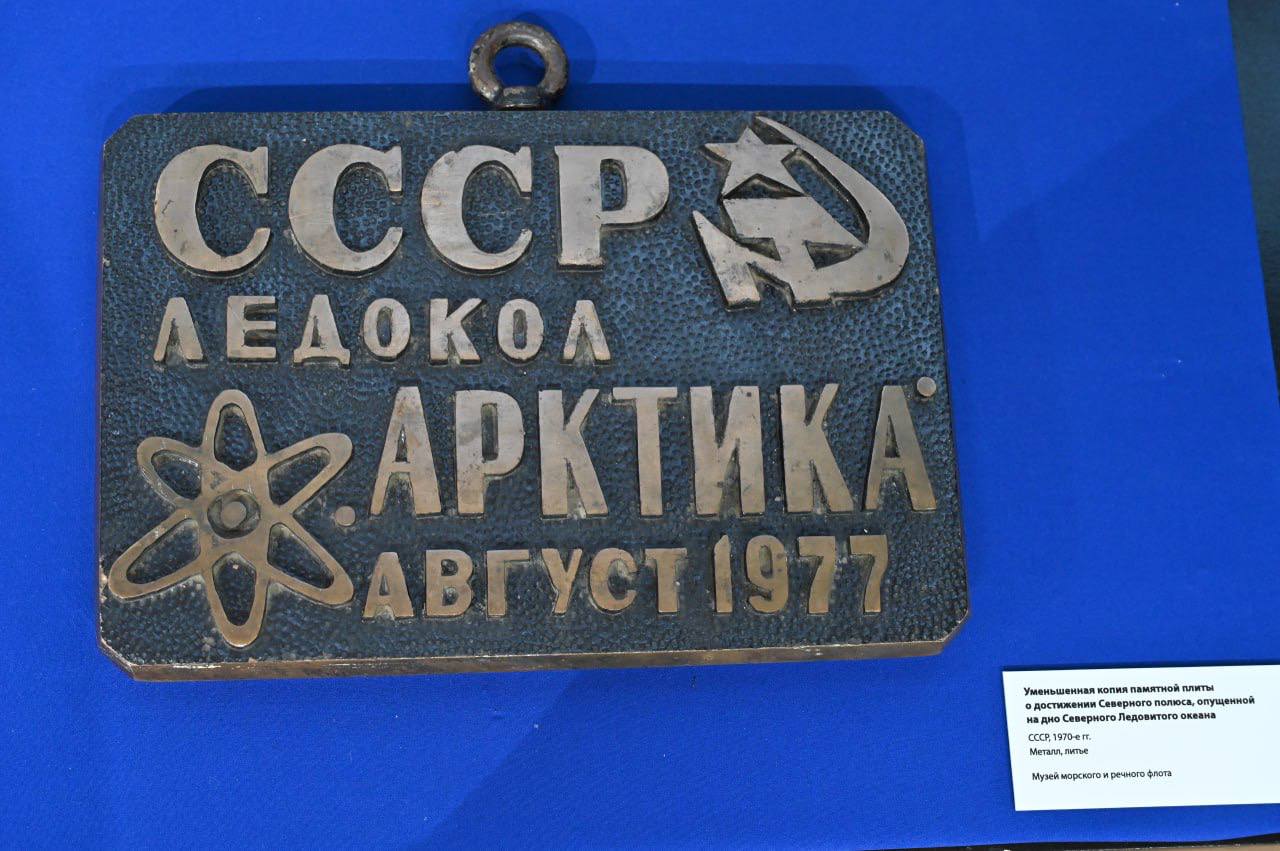 СССР
ЛЕДОКОЛ
.АРКТИКА
АВГУСТ 1977
Уменьшенная копия памятной плиты
о достижении Северного полюса, опущенной
на дно Северного Ледовитого океана
СССР, 1970-е гг.
Металл, литье
Музей морского и речного флота